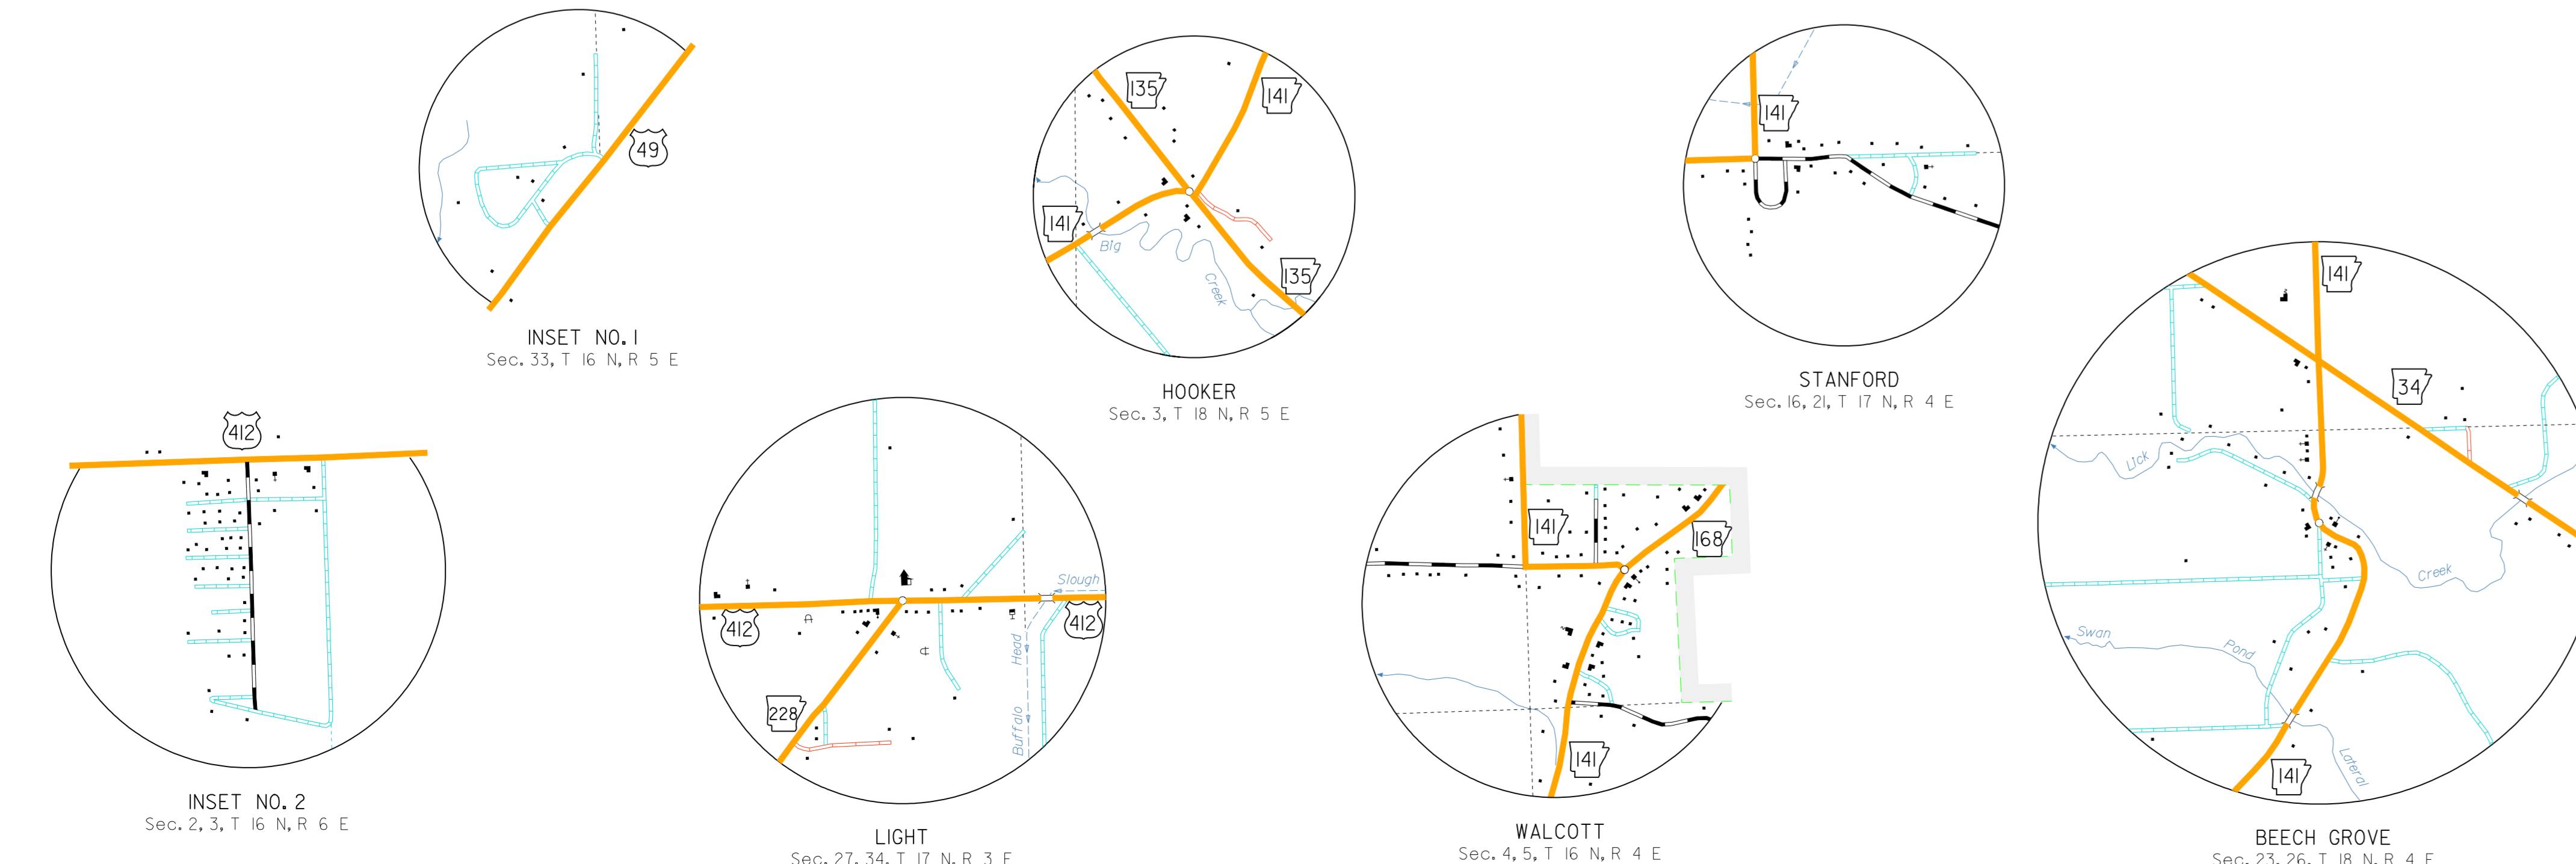 49
INSET NO. 1
Sec. 33, T 16 N, R 5 E
135
141
141
Big
Creek
135
HOOKER
Sec. 3, T 18 N, R 5 E
141
STANFORD
Sec. 16, 21, T 17 N, R 4 E
412
INSET NO. 2
Sec. 2, 3, T 16 N, R 6 E
Slough
412
412
Head
Buffalo
228
LIGHT
Sec. 27, 34, T 17 N, R 3 E
141
168
141
WALCOTT
Sec. 4, 5, T 16 N, R 4 E
141
34
Lick
Creek
Swan
Pond
Lateral
141
BEECH GROVE
Sec. 23, 26, T 18 N, R 4 E